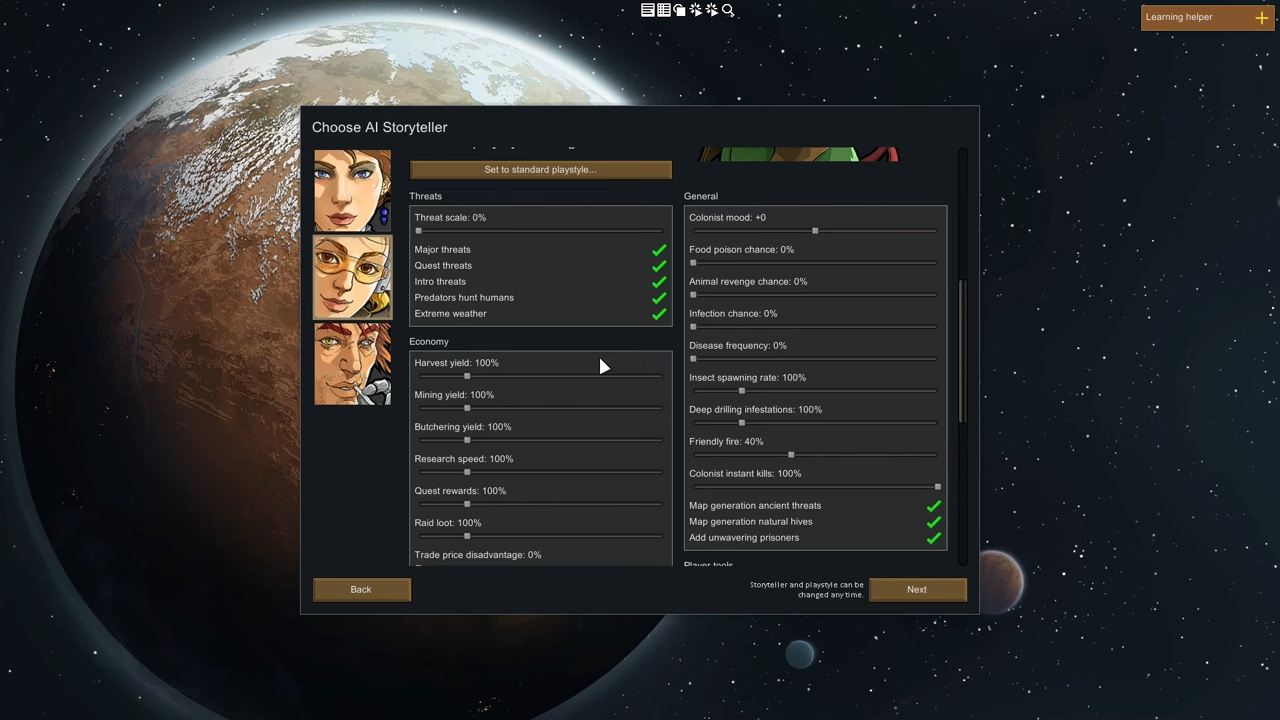 Learning helper
Choose AI Storyteller
Set to standard playstyle...
Threats
Threat scale: 0%
Major threats
Quest threats
Intro threats
Predators hunt humans
Extreme weather
Economy
Harvest yield: 100%
Mining yield: 100%
Butchering yield: 100%
Research speed: 100%
Quest rewards: 100%
Raid loot: 100%
Trade price disadvantage: 0%
General
Colonist mood: +0
Food poison chance: 0%
Animal revenge chance: 0%
Infection chance: 0%
Disease frequency: 0%
Insect spawning rate: 100%
Deep drilling infestations: 100%
Friendly fire: 40%
Colonist instant kills: 100%
Map generation ancient threats
Map generation natural hives
Add unwavering prisoners
Player tools
Back
Storyteller and playstyle can be
changed any time.
Next